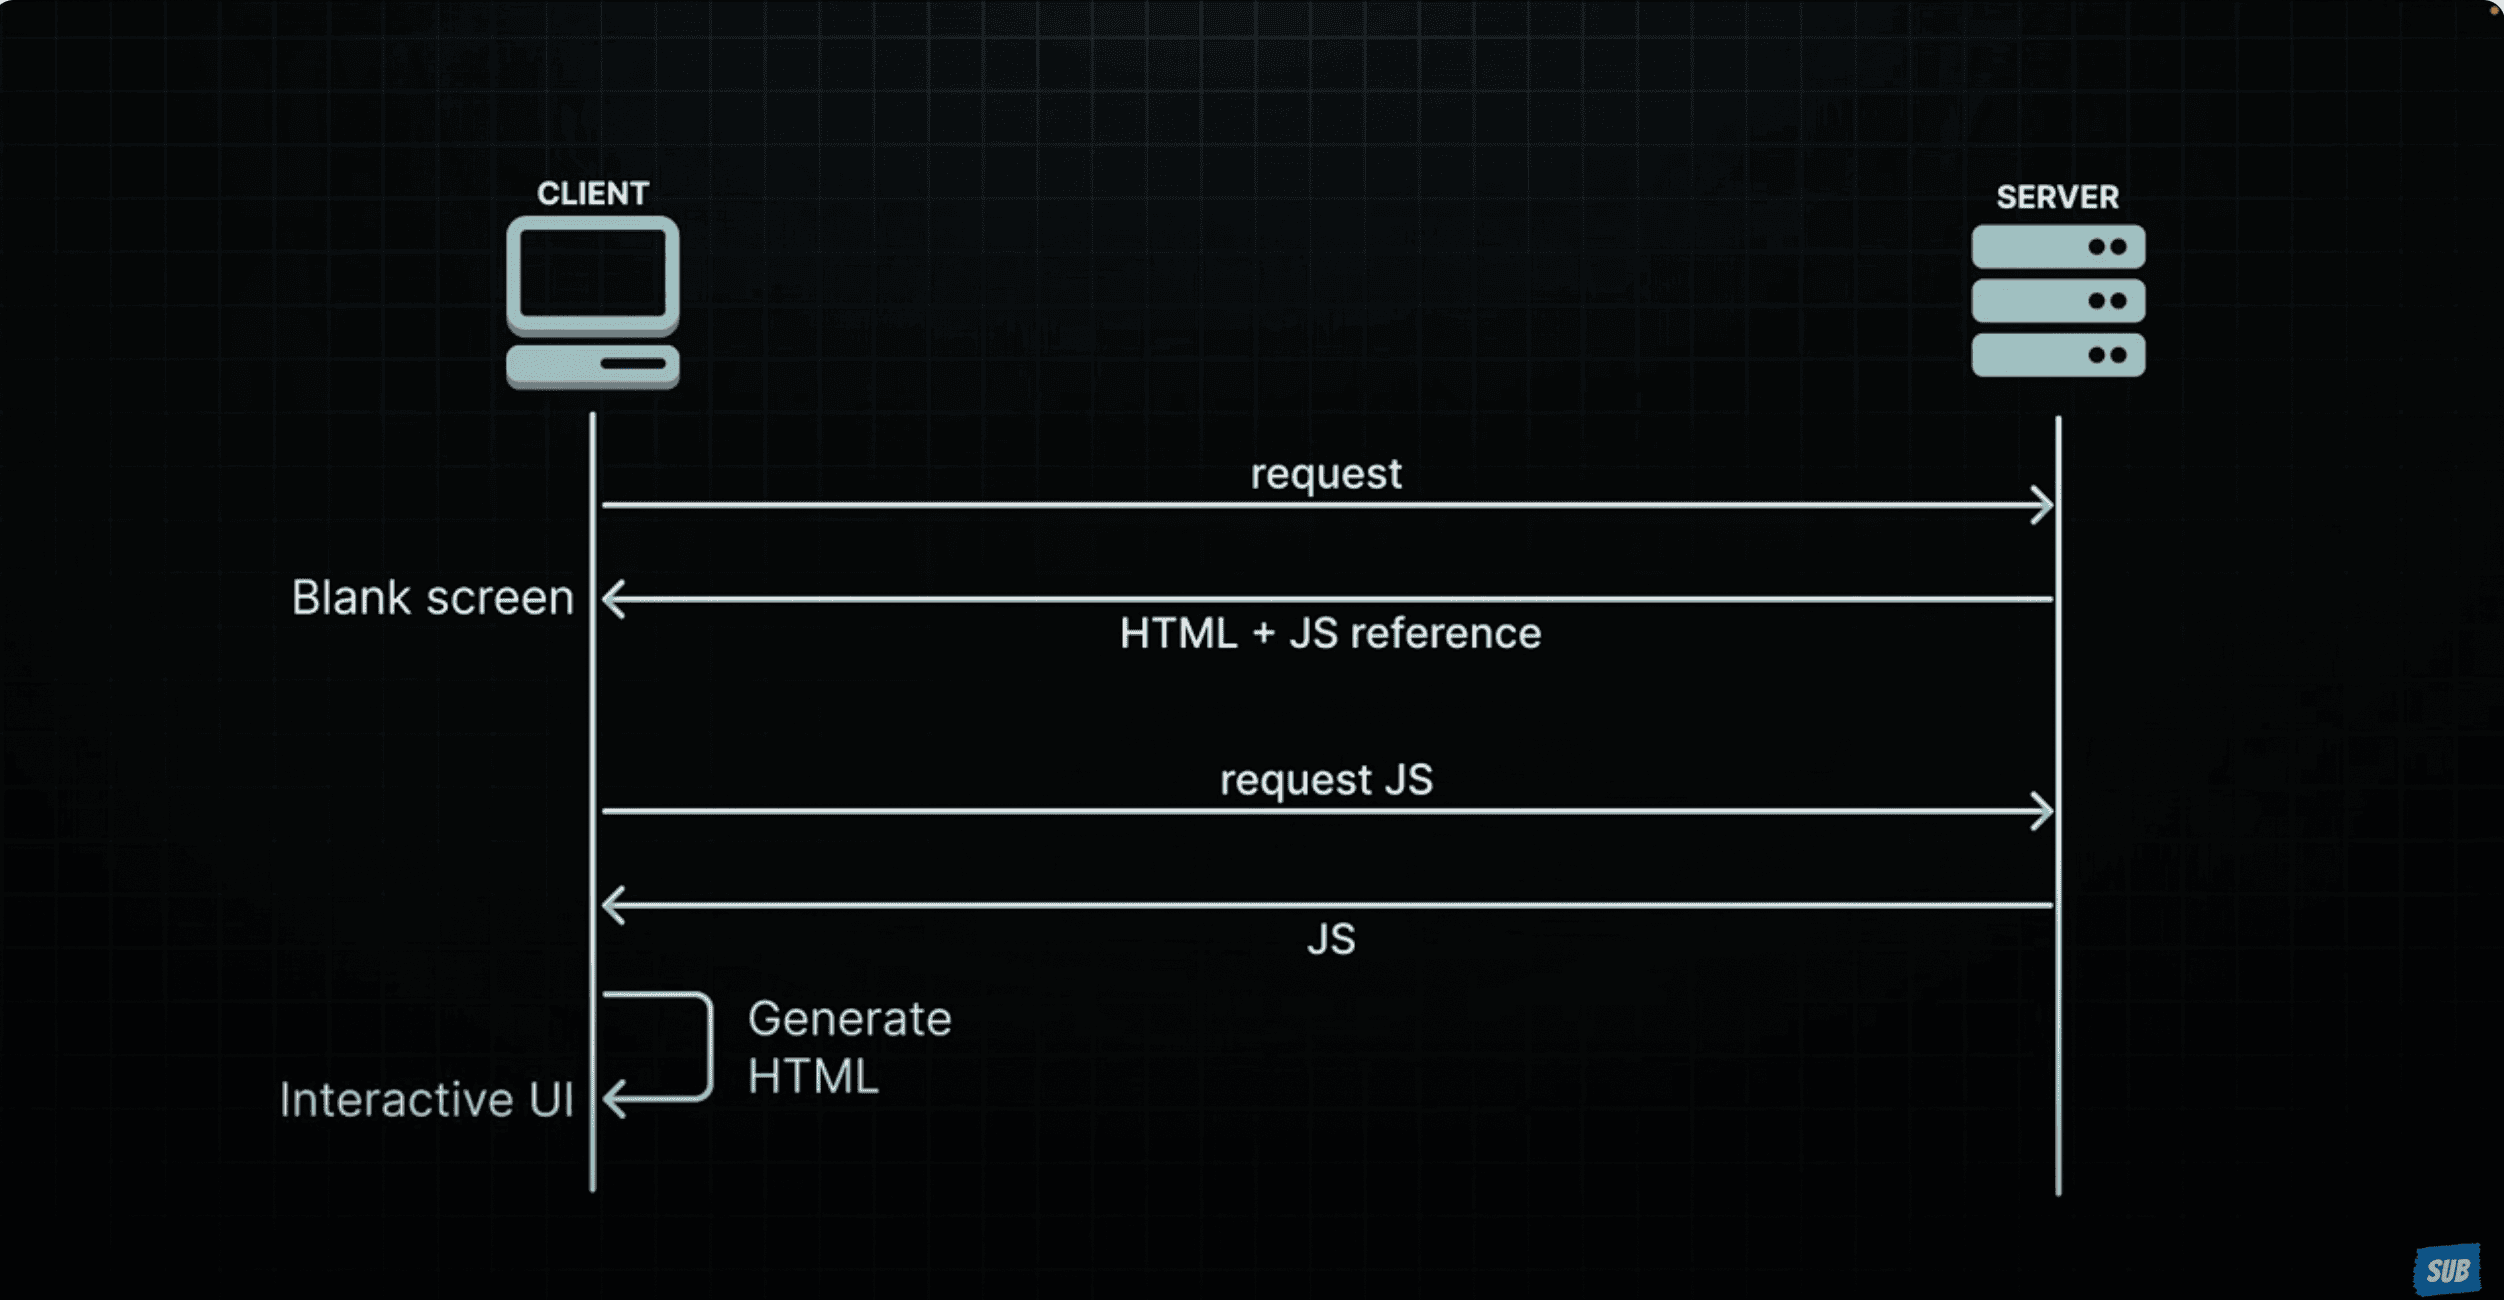 CLIENT
SERVER
request
Blank screen
HTML + JS reference
request JS
JS
Generate
HTML
Interactive UI
SUB